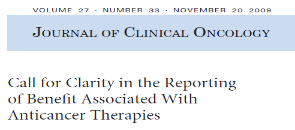 VOLUME 27 · NUMBER 33 · NOVEMBER 20 2009
JOURNAL OF CLINICAL ONCOLOGY
Call for Clarity in the Reporting
of Benefit Associated With
Anticancer Therapies